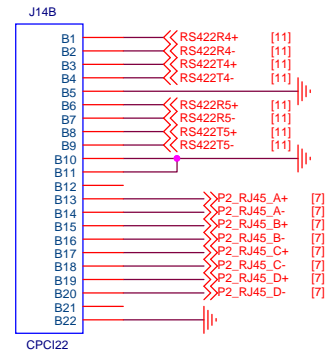 J14B
B1 RS422R4+ [11]
B2 RS422R4- [11]
B3 RS422T4+ [11]
B4 RS422T4- [11]
B5
B6 RS422R5+ [11]
B7 RS422R5- [11]
B8 RS422T5+ [11]
B9 RS422T5- [11]
B10
B11
B12
B13 P2_RJ45_A+ [7]
B14 P2_RJ45_A- [7]
B15 P2_RJ45_B+ [7]
B16 P2_RJ45_B- [7]
B17 P2_RJ45_C+ [7]
B18 P2_RJ45_C- [7]
B19 P2_RJ45_D+ [7]
B20 P2_RJ45_D- [7]
B21
B22
CPCI22